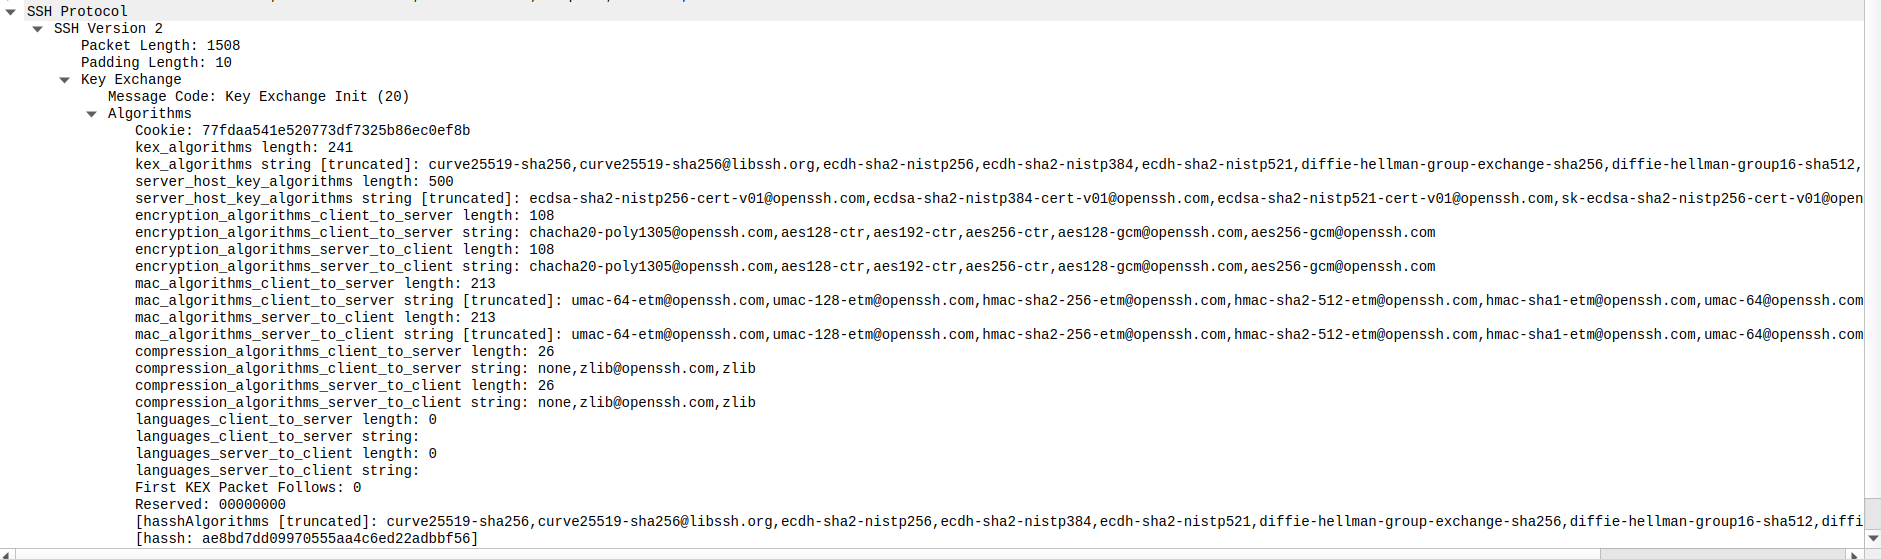 SSH Protocol
SSH Version 2
Packet Length: 1508
Padding Length: 10
Key Exchange
Message Code: Key Exchange Init (20)
Algorithms
Cookie: 77fdaa541e520773df7325b86ec0ef8b
kex_algorithms length: 241
kex_algorithms string [truncated]: curve25519-sha256,curve25519-sha256@libssh.org,ecdh-sha2-nistp256,ecdh-sha2-nistp384,ecdh-sha2-nistp521,diffie-hellman-group-exchange-sha256,diffie-hellman-group16-sha512,
server_host_key_algorithms length: 500
server_host_key_algorithms string [truncated]: ecdsa-sha2-nistp256-cert-v01@openssh.com,ecdsa-sha2-nistp384-cert-v01@openssh.com,ecdsa-sha2-nistp521-cert-v01@openssh.com,sk-ecdsa-sha2-nistp256-cert-v01@open
encryption_algorithms_client_to_server length: 108
encryption_algorithms_client_to_server string: chacha20-poly1305@openssh.com,aes128-ctr,aes192-ctr,aes256-ctr,aes128-gcm@openssh.com,aes256-gcm@openssh.com
encryption_algorithms_server_to_client length: 108
encryption_algorithms_server_to_client string: chacha20-poly1305@openssh.com,aes128-ctr,aes192-ctr,aes256-ctr,aes128-gcm@openssh.com,aes256-gcm@openssh.com
mac_algorithms_client_to_server length: 213
mac_algorithms_client_to_server string [truncated]: umac-64-etm@openssh.com,umac-128-etm@openssh.com,hmac-sha2-256-etm@openssh.com,hmac-sha2-512-etm@openssh.com,hmac-sha1-etm@openssh.com,umac-64@openssh.com
mac_algorithms_server_to_client length: 213
mac_algorithms_server_to_client string [truncated]: umac-64-etm@openssh.com,umac-128-etm@openssh.com,hmac-sha2-256-etm@openssh.com,hmac-sha2-512-etm@openssh.com,hmac-sha1-etm@openssh.com,umac-64@openssh.com
compression_algorithms_client_to_server length: 26
compression_algorithms_client_to_server string: none,zlib@openssh.com,zlib
compression_algorithms_server_to_client length: 26
compression_algorithms_server_to_client string: none,zlib@openssh.com,zlib
languages_client_to_server length: 0
languages_client_to_server string:
languages_server_to_client length: 0
languages_server_to_client string:
First KEX Packet Follows: 0
Reserved: 00000000
[hasshAlgorithms [truncated]: curve25519-sha256,curve25519-sha256@libssh.org,ecdh-sha2-nistp256,ecdh-sha2-nistp384,ecdh-sha2-nistp521,diffie-hellman-group-exchange-sha256,diffie-hellman-group16-sha512,diffi
[hassh: ae8bd7dd09970555aa4c6ed22adbbf56]